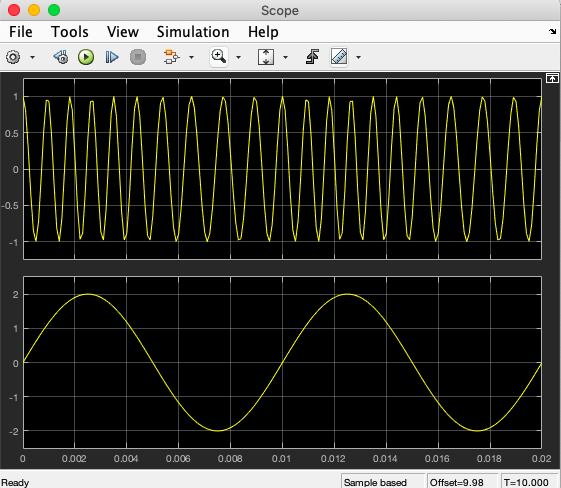 Scope
File Tools View Simulation Help
1
0.5
0
-0.5
-1
2
1
0
-1
-2
0 0.002 0.004 0.006 0.008 0.01 0.012 0.014 0.016 0.018 0.02
Ready Sample based Offset=9.98 T=10.000